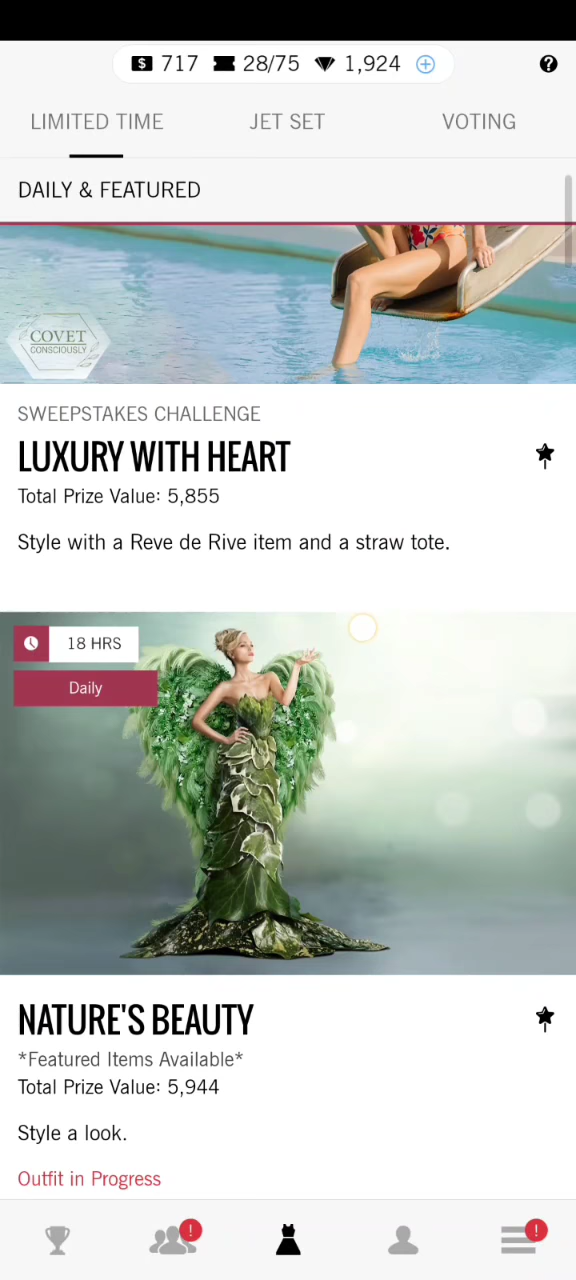 $ 717 28/75 1,924 + ?
LIMITED TIME JET SET VOTING
DAILY & FEATURED
COVET
CONSCIOUSLY
SWEEPSTAKES CHALLENGE
LUXURY WITH HEART
Total Prize Value: 5,855
Style with a Reve de Rive item and a straw tote.
18 HRS
Daily
NATURE'S BEAUTY
*Featured Items Available*
Total Prize Value: 5,944
Style a look.
Outfit in Progress
! !